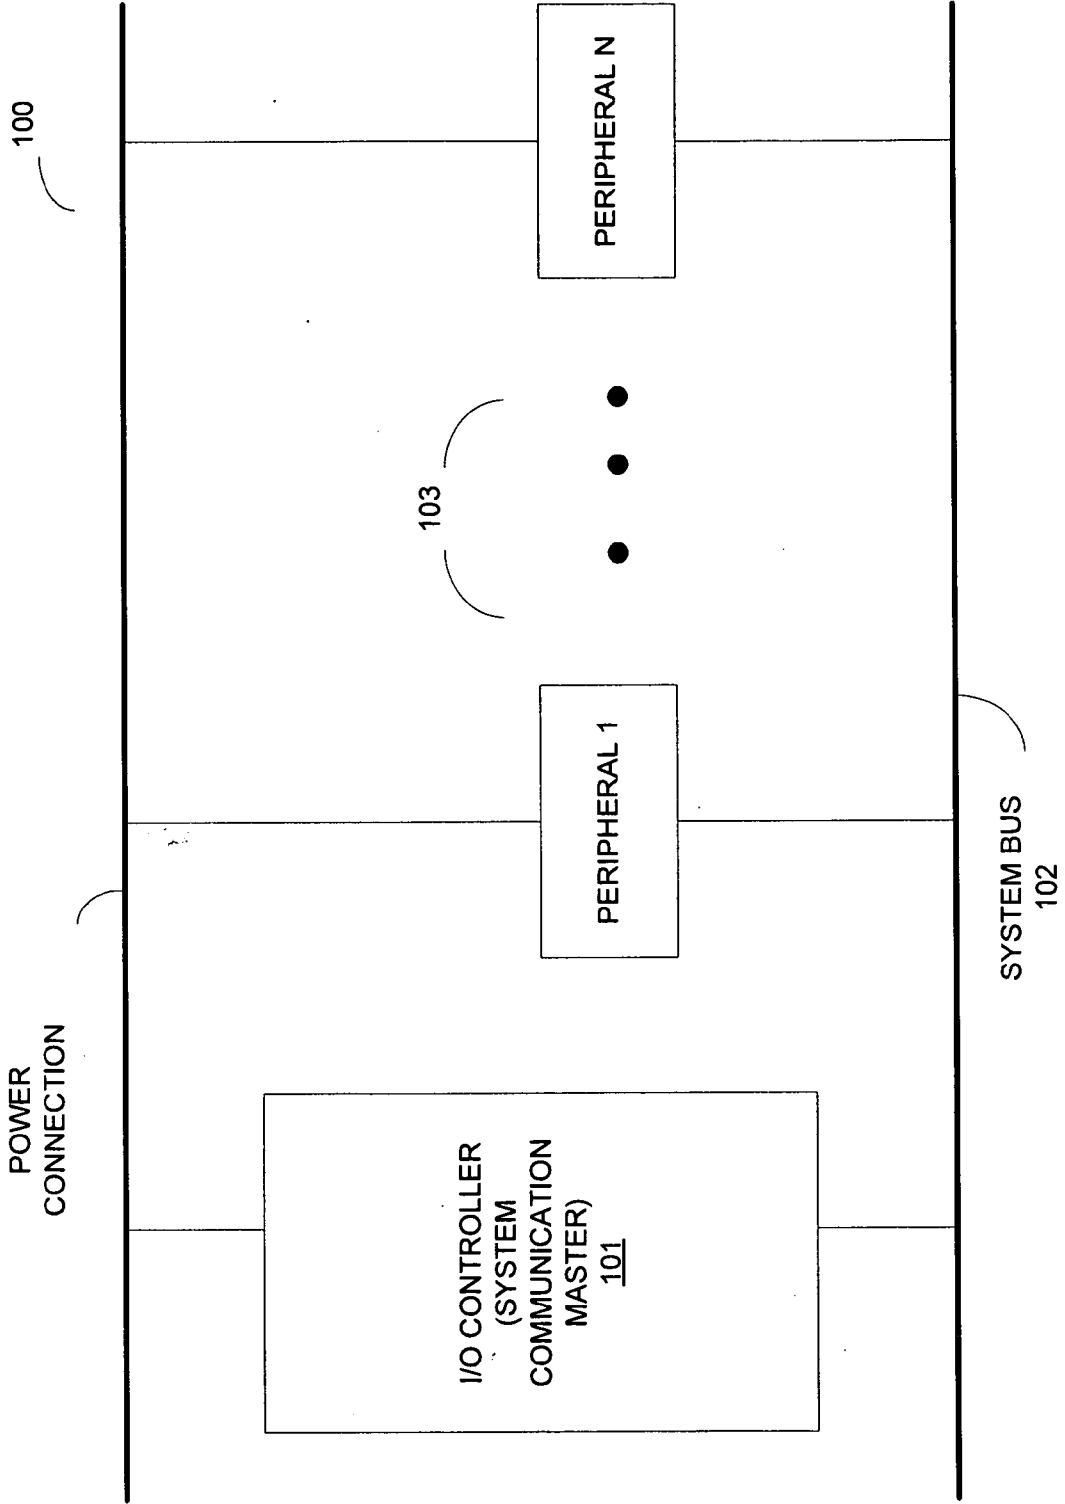 100
POWER
CONNECTION
I/O CONTROLLER
(SYSTEM
COMMUNICATION
MASTER)
101
PERIPHERAL 1
103
PERIPHERAL N
SYSTEM BUS
102